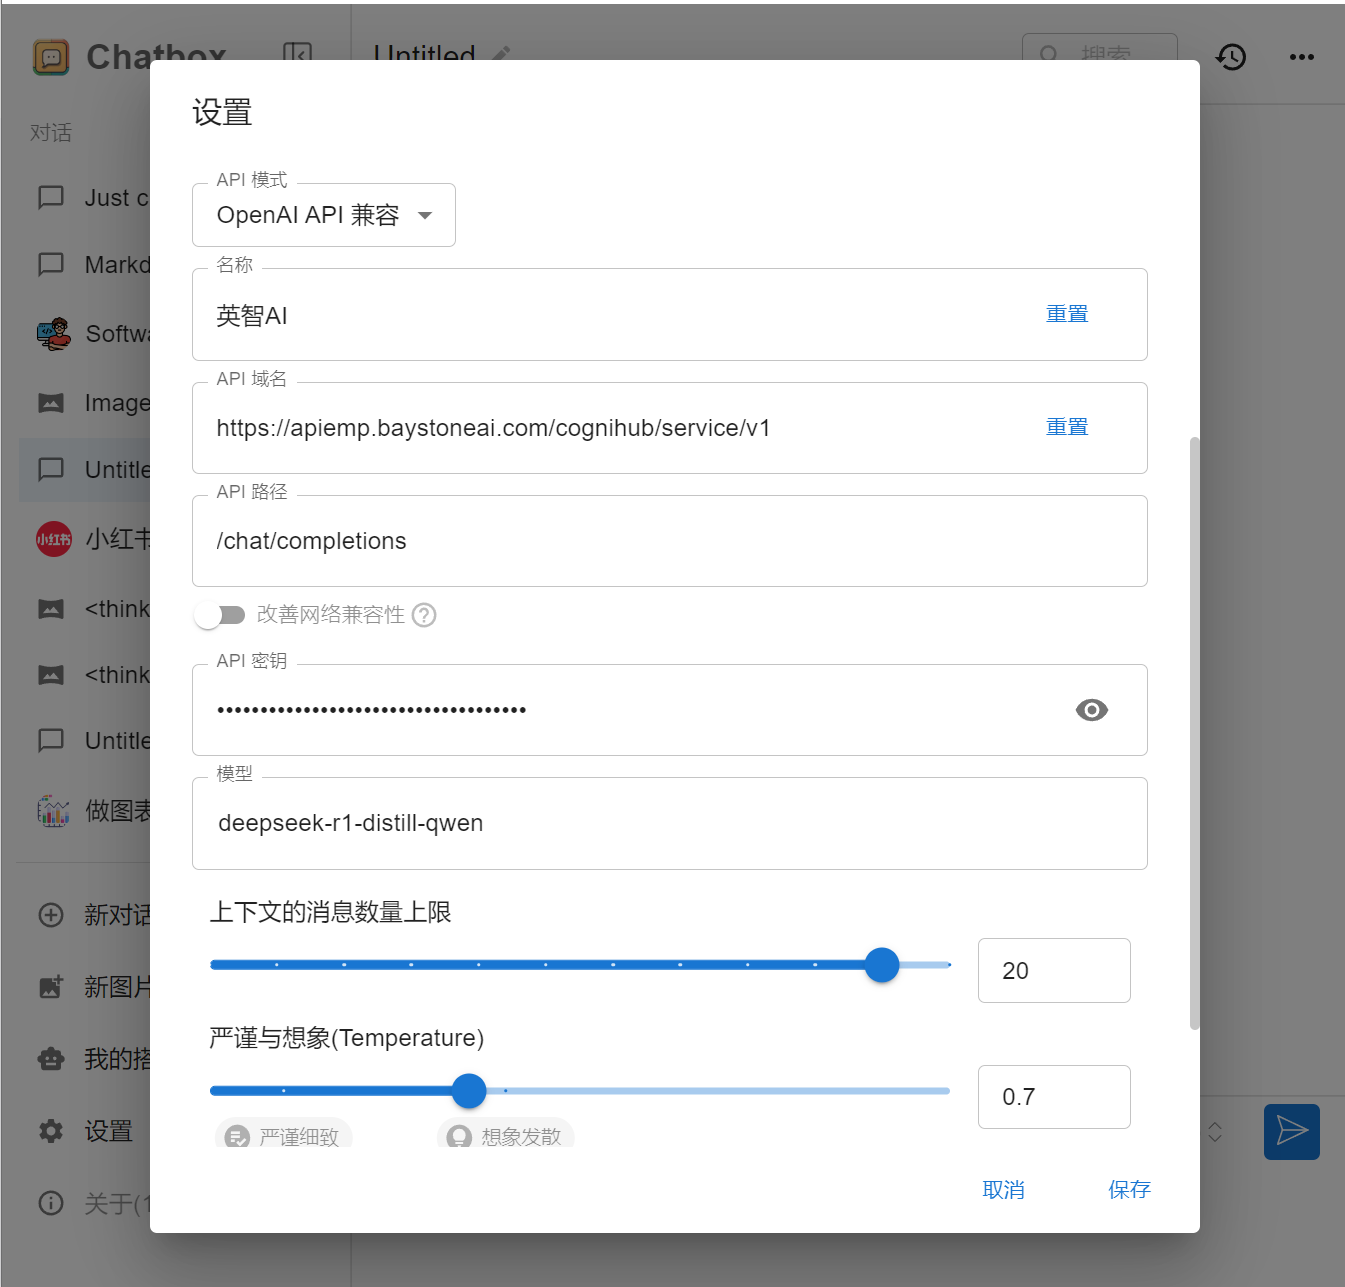 Chatbox
Untitled
搜索
对话
Just c
Markd
Softwa
Image
Untitle
小红书
小红书
<think
<think
Untitle
做图表
新对话
新图片
我的搭
设置
关于(1
设置
API 模式
OpenAI API 兼容
名称
英智AI
重置
API 域名
https://apiemp.baystoneai.com/cognihub/service/v1
重置
API 路径
/chat/completions
改善网络兼容性
API 密钥
••••••••••••••••••••••••••••••••••••
模型
deepseek-r1-distill-qwen
上下文的消息数量上限
20
严谨与想象(Temperature)
0.7
严谨细致
想象发散
取消
保存